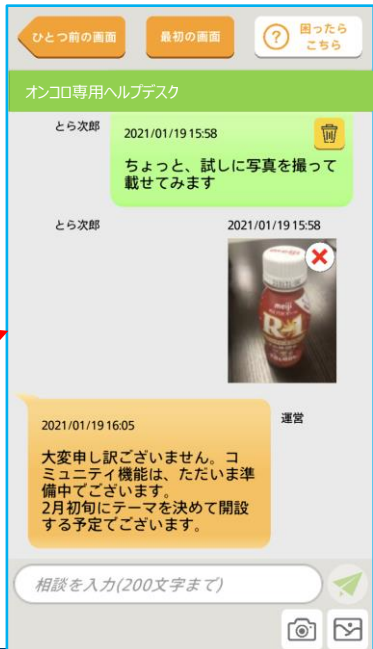 ひとつ前の画面
最初の画面
?
困ったら
こちら
オンコロ専用ヘルプデスク
とら次郎
2021/01/19 15:58
ちょっと、試しに写真を撮って
載せてみます
とら次郎
2021/01/19 15:58
meiji
R-1
運営
2021/01/19 16:05
大変申し訳ございません。コ
ミュニティ機能は、ただいま準
備中でございます。
2月初旬にテーマを決めて開設
する予定でございます。
相談を入力(200文字まで)